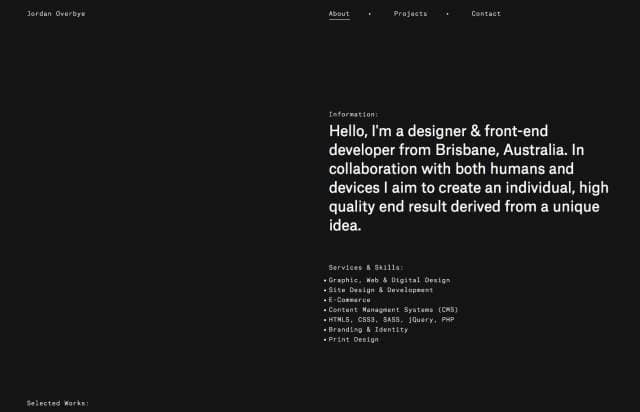 Jordan Overbye
About • Projects • Contact
Information:
Hello, I'm a designer & front-end
developer from Brisbane, Australia. In
collaboration with both humans and
devices I aim to create an individual, high
quality end result derived from a unique
idea.
Services & Skills:
• Graphic, Web & Digital Design
• Site Design & Development
• E-Commerce
• Content Managment Systems (CMS)
• HTML5, CSS3, SASS, jQuery, PHP
• Branding & Identity
• Print Design
Selected Works: